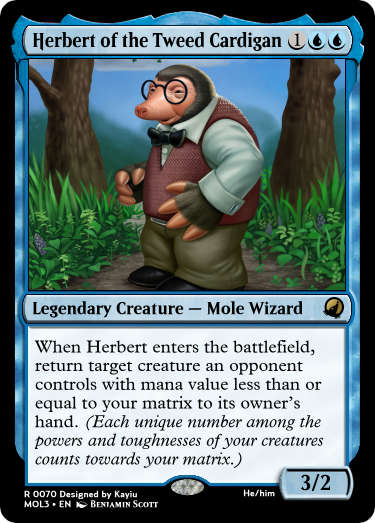 Herbert of the Tweed Cardigan 1
Legendary Creature — Mole Wizard
When Herbert enters the battlefield,
return target creature an opponent
controls with mana value less than or
equal to your matrix to its owner's
hand. (Each unique number among the
powers and toughnesses of your creatures
counts towards your matrix.)
3/2
R 0070 Designed by Kayiu
He/him
MOL3 • EN Benjamin Scott